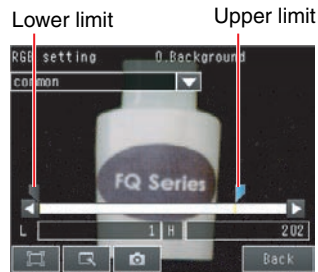 Lower limit Upper limit
RGB setting 0.Background
common
FQ Series
L 1 H 202
Back